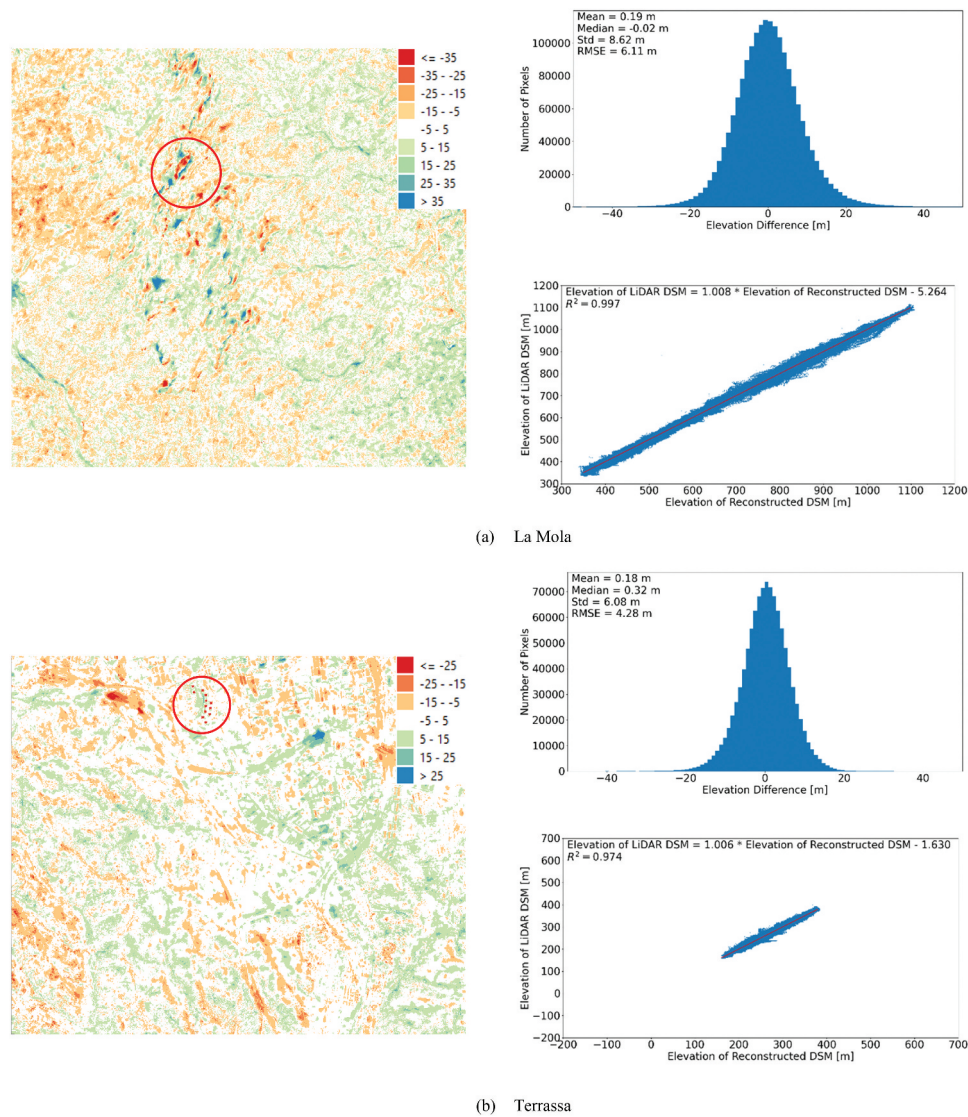 <= -35
-35 - -25
-25 - -15
-15 - -5
-5 - 5
5 - 15
15 - 25
25 - 35
> 35
Mean = 0.19 m
Median = -0.02 m
Std = 8.62 m
RMSE = 6.11 m
Number of Pixels
100000
80000
60000
40000
20000
0
−40 −20 0 20 40
Elevation Difference [m]
Elevation of LiDAR DSM = 1.008 * Elevation of Reconstructed DSM - 5.264
R² = 0.997
Elevation of LiDAR DSM [m]
1200
1100
1000
900
800
700
600
500
400
300
300 400 500 600 700 800 900 1000 1100 1200
Elevation of Reconstructed DSM [m]
(a) La Mola
<= -25
-25 - -15
-15 - -5
-5 - 5
5 - 15
15 - 25
> 25
Mean = 0.18 m
Median = 0.32 m
Std = 6.08 m
RMSE = 4.28 m
Number of Pixels
70000
60000
50000
40000
30000
20000
10000
0
−40 −20 0 20 40
Elevation Difference [m]
Elevation of LiDAR DSM = 1.006 * Elevation of Reconstructed DSM - 1.630
R² = 0.974
Elevation of LiDAR DSM [m]
700
600
500
400
300
200
100
0
−100
−200
−200 −100 0 100 200 300 400 500 600 700
Elevation of Reconstructed DSM [m]
(b) Terrassa